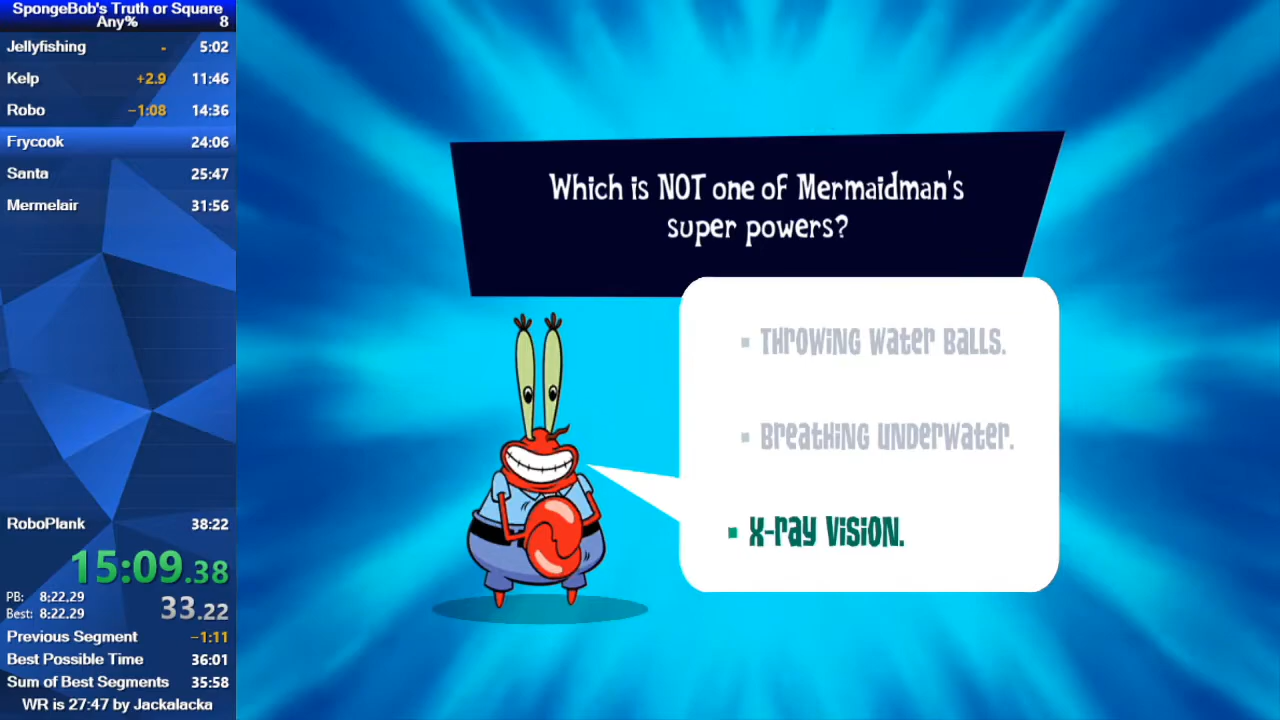 SpongeBob's Truth or Square
Any% 8
Jellyfishing - 5:02
Kelp +2.9 11:46
Robo −1:08 14:36
Frycook 24:06
Santa 25:47
Mermelair 31:56
RoboPlank 38:22
15:09.38
PB: 8:22.29
Best: 8:22.29
33.22
Previous Segment −1:11
Best Possible Time 36:01
Sum of Best Segments 35:58
WR is 27:47 by Jackalacka
Which is NOT one of Mermaidman's
super powers?
Throwing water balls.
Breathing underwater.
X-ray vision.